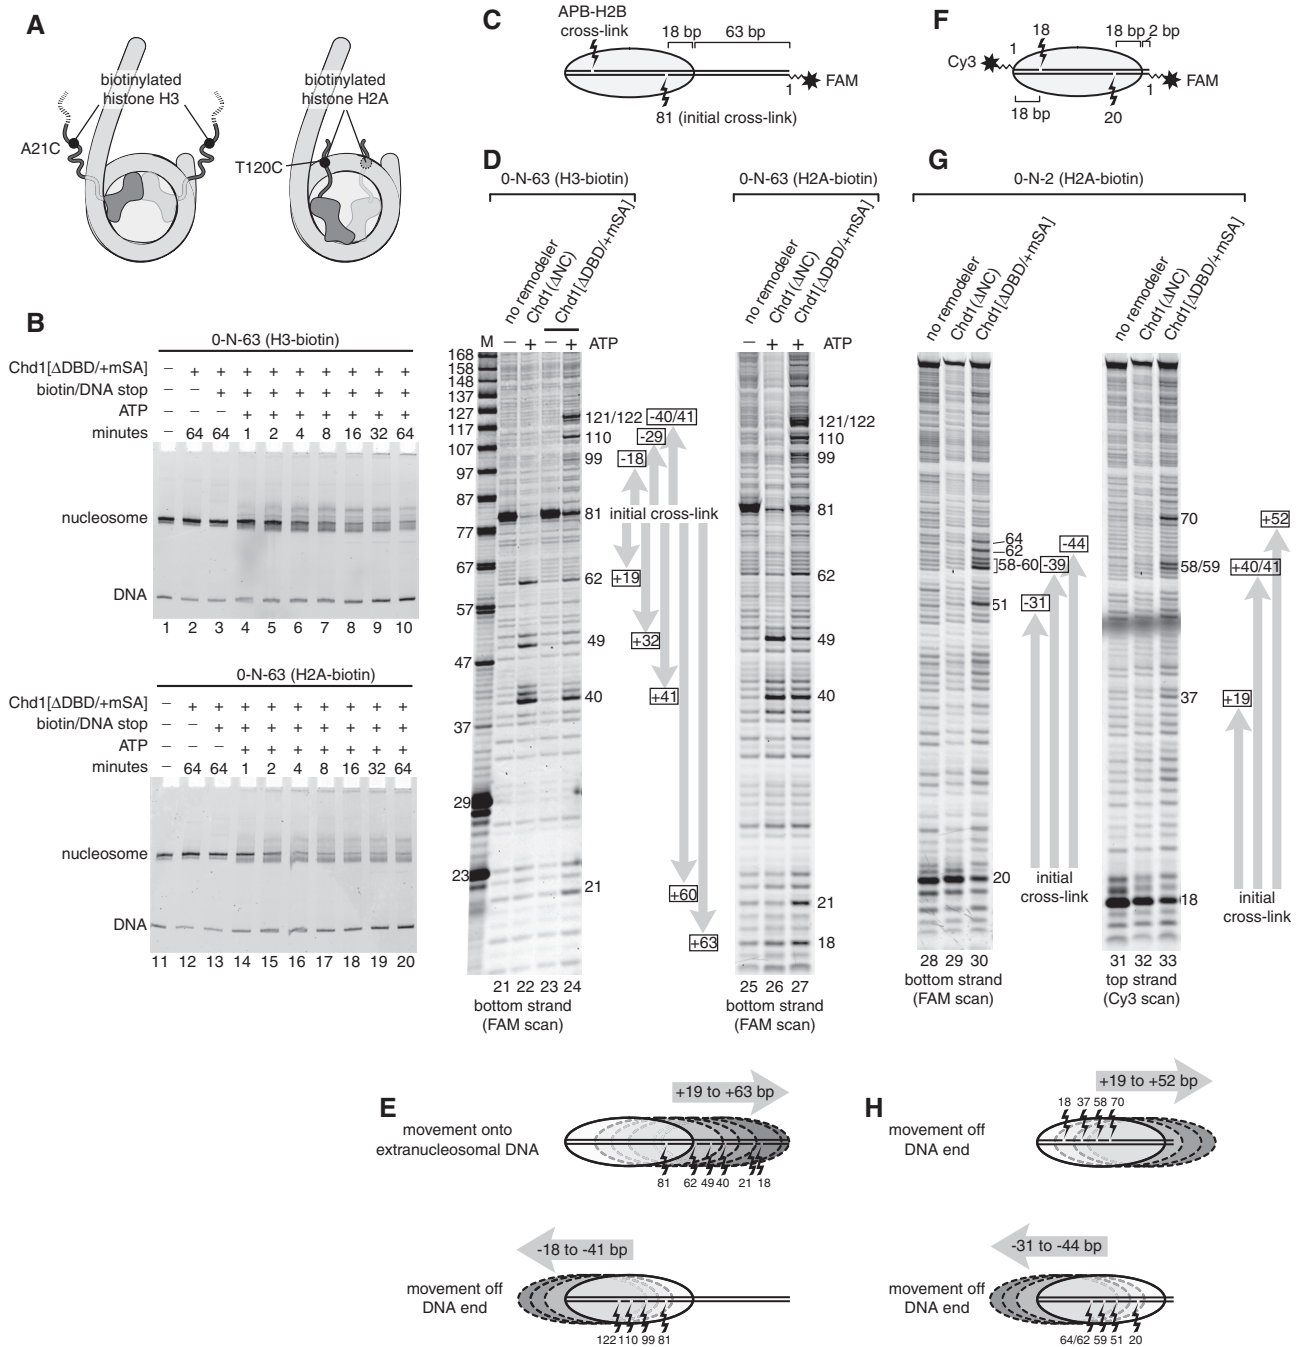 A
biotinylated
histone H3
A21C
biotinylated
histone H2A
T120C
B
0-N-63 (H3-biotin)
Chd1[ΔDBD/+mSA] – + + + + + + + + +
biotin/DNA stop – – + + + + + + + +
ATP – – – + + + + + + +
minutes – 64 64 1 2 4 8 16 32 64
nucleosome
DNA
1 2 3 4 5 6 7 8 9 10
0-N-63 (H2A-biotin)
Chd1[ΔDBD/+mSA] – + + + + + + + + +
biotin/DNA stop – – + + + + + + + +
ATP – – – + + + + + + +
minutes – 64 64 1 2 4 8 16 32 64
nucleosome
DNA
11 12 13 14 15 16 17 18 19 20
C
APB-H2B
cross-link
18 bp
63 bp
FAM
1
81 (initial cross-link)
D
0-N-63 (H3-biotin)
no remodeler
Chd1(ΔNC)
Chd1[ΔDBD/+mSA]
M – + – + ATP
168
158
148
137
127
117
107
97
87
77
67
57
47
37
29
23
121/122
110
99
81
62
49
40
21
-40/41
-29
-18
initial cross-link
+19
+32
+41
+60
+63
21 22 23 24
bottom strand
(FAM scan)
0-N-63 (H2A-biotin)
no remodeler
Chd1(ΔNC)
Chd1[ΔDBD/+mSA]
– + + ATP
121/122
110
99
81
62
49
40
21
18
25 26 27
bottom strand
(FAM scan)
E
+19 to +63 bp
movement onto
extranucleosomal DNA
81 62 49 40 21 18
-18 to -41 bp
movement off
DNA end
122 110 99 81
F
18
18 bp
2 bp
Cy3
1
FAM
1
18 bp
20
G
0-N-2 (H2A-biotin)
no remodeler
Chd1(ΔNC)
Chd1[ΔDBD/+mSA]
64
62
58-60
51
20
-44
-39
-31
initial
cross-link
28 29 30
bottom strand
(FAM scan)
no remodeler
Chd1(ΔNC)
Chd1[ΔDBD/+mSA]
70
58/59
37
18
+52
+40/41
+19
initial
cross-link
31 32 33
top strand
(Cy3 scan)
H
+19 to +52 bp
18 37 58 70
movement off
DNA end
-31 to -44 bp
movement off
DNA end
64/62 59 51 20